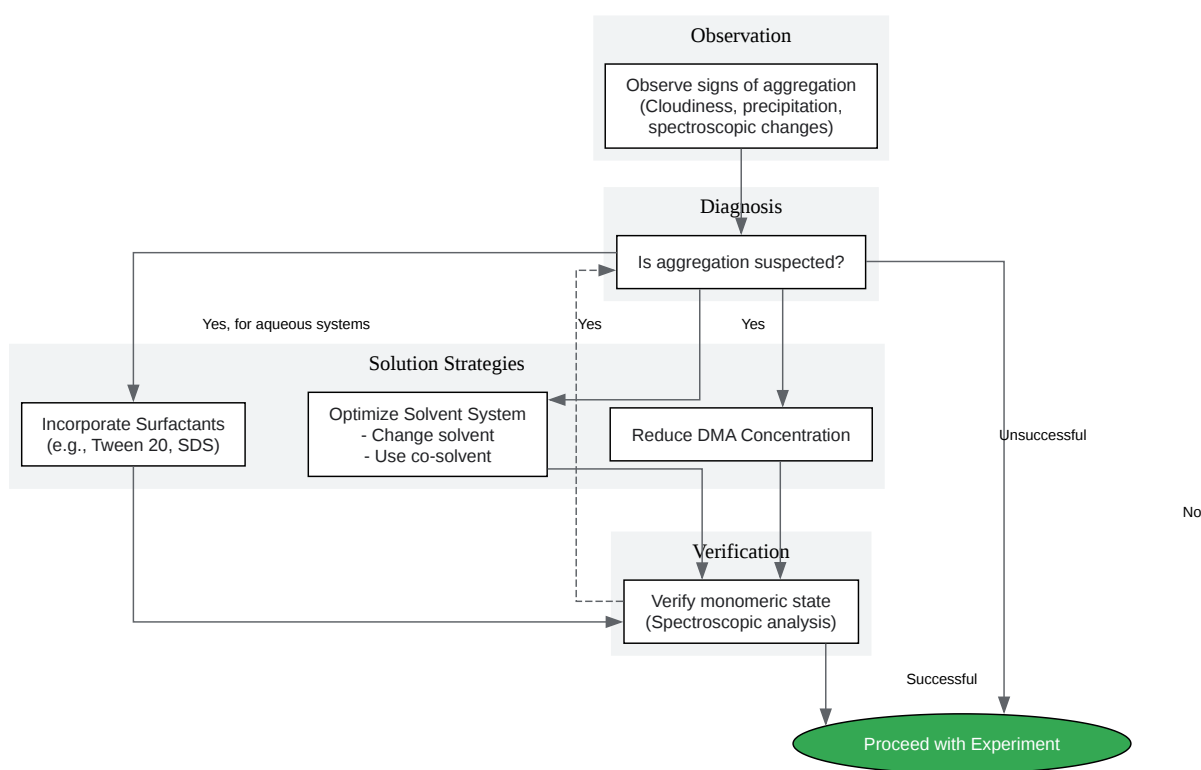 Observation
Observe signs of aggregation
(Cloudiness, precipitation,
spectroscopic changes)
Diagnosis
Is aggregation suspected?
Yes, for aqueous systems
Yes
Yes
Solution Strategies
Incorporate Surfactants
(e.g., Tween 20, SDS)
Optimize Solvent System
- Change solvent
- Use co-solvent
Reduce DMA Concentration
Unsuccessful
No
Verification
Verify monomeric state
(Spectroscopic analysis)
Successful
Proceed with Experiment